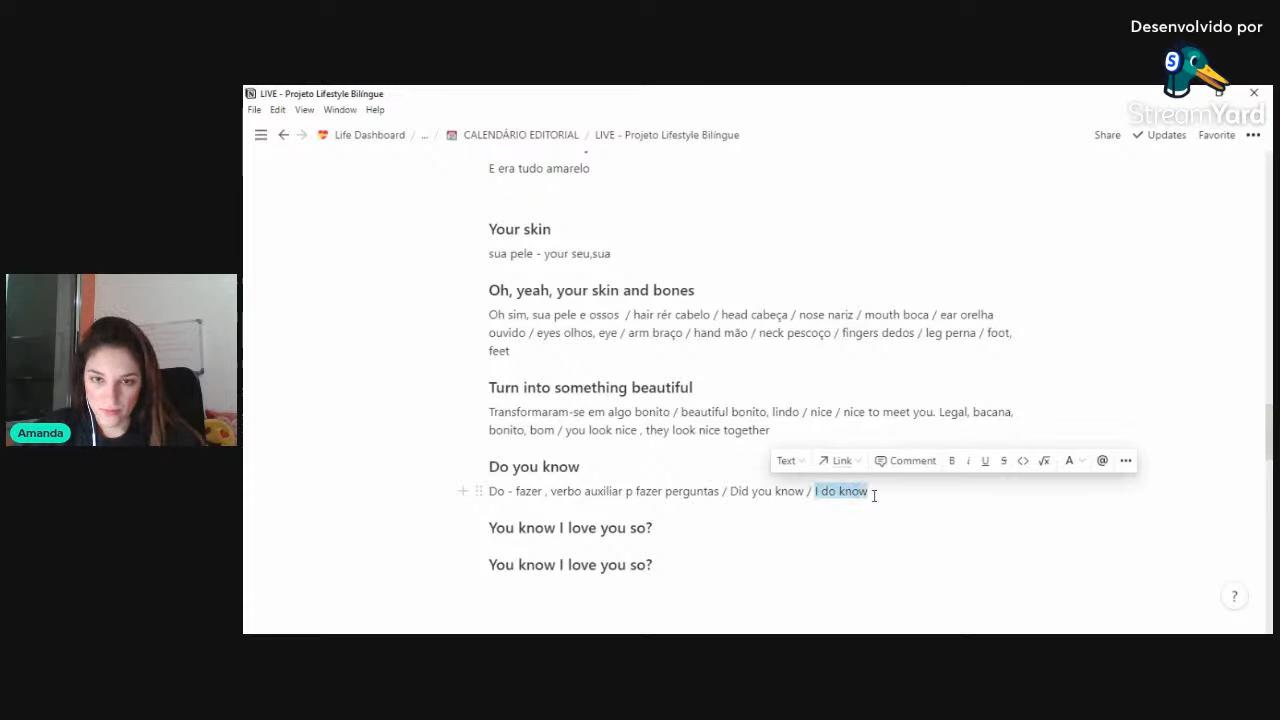 Desenvolvido por
S
StreamYard
LIVE - Projeto Lifestyle Bilíngue
File Edit View Window Help
Life Dashboard / ... / CALENDÁRIO EDITORIAL / LIVE - Projeto Lifestyle Bilíngue
Share Updates Favorite •••
E era tudo amarelo
Your skin
sua pele - your seu,sua
Oh, yeah, your skin and bones
Oh sim, sua pele e ossos / hair rér cabelo / head cabeça / nose nariz / mouth boca / ear orelha
ouvido / eyes olhos, eye / arm braço / hand mão / neck pescoço / fingers dedos / leg perna / foot,
feet
Turn into something beautiful
Transformaram-se em algo bonito / beautiful bonito, lindo / nice / nice to meet you. Legal, bacana,
bonito, bom / you look nice , they look nice together
Amanda
Text Link Comment B i U S <> √x A @ •••
Do you know
Do - fazer , verbo auxiliar p fazer perguntas / Did you know / I do know
You know I love you so?
You know I love you so?
?